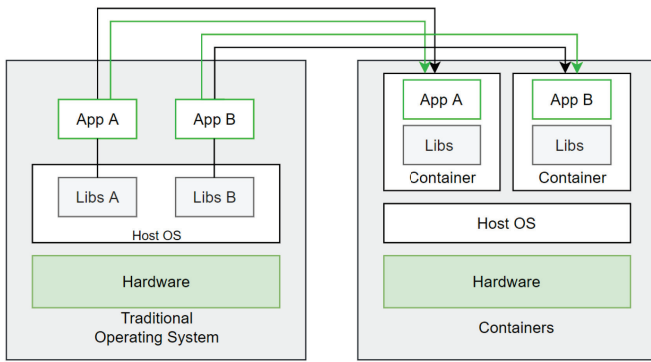 App A
App B
Libs A
Libs B
Host OS
Hardware
Traditional
Operating System
App A
App B
Libs
Libs
Container
Container
Host OS
Hardware
Containers